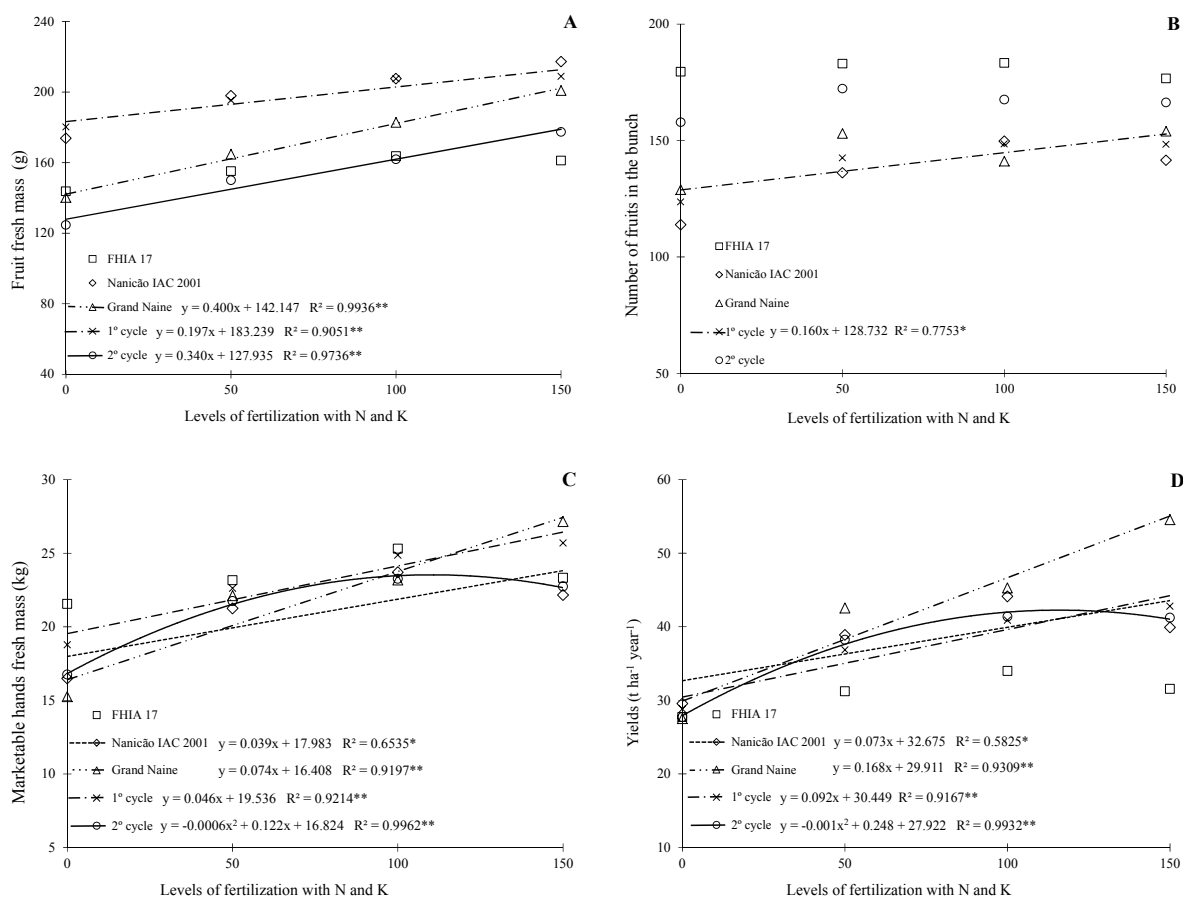 A
240
200
160
120
80
40
Fruit fresh mass (g)
FHIA 17
Nanicão IAC 2001
Grand Naine y = 0.400x + 142.147 R² = 0.9936**
1º cycle y = 0.197x + 183.239 R² = 0.9051**
2º cycle y = 0.340x + 127.935 R² = 0.9736**
0 50 100 150
Levels of fertilization with N and K
B
200
150
100
50
Number of fruits in the bunch
FHIA 17
Nanicão IAC 2001
Grand Naine
1º cycle y = 0.160x + 128.732 R² = 0.7753*
2º cycle
0 50 100 150
Levels of fertilization with N and K
C
30
25
20
15
10
5
Marketable hands fresh mass (kg)
FHIA 17
Nanicão IAC 2001 y = 0.039x + 17.983 R² = 0.6535*
Grand Naine y = 0.074x + 16.408 R² = 0.9197**
1º cycle y = 0.046x + 19.536 R² = 0.9214**
2º cycle y = -0.0006x² + 0.122x + 16.824 R² = 0.9962**
0 50 100 150
Levels of fertilization with N and K
D
60
50
40
30
20
10
Yields (t ha⁻¹ year⁻¹)
FHIA 17
Nanicão IAC 2001 y = 0.073x + 32.675 R² = 0.5825*
Grand Naine y = 0.168x + 29.911 R² = 0.9309**
1º cycle y = 0.092x + 30.449 R² = 0.9167**
2º cycle y = -0.001x² + 0.248 + 27.922 R² = 0.9932**
0 50 100 150
Levels of fertilization with N and K